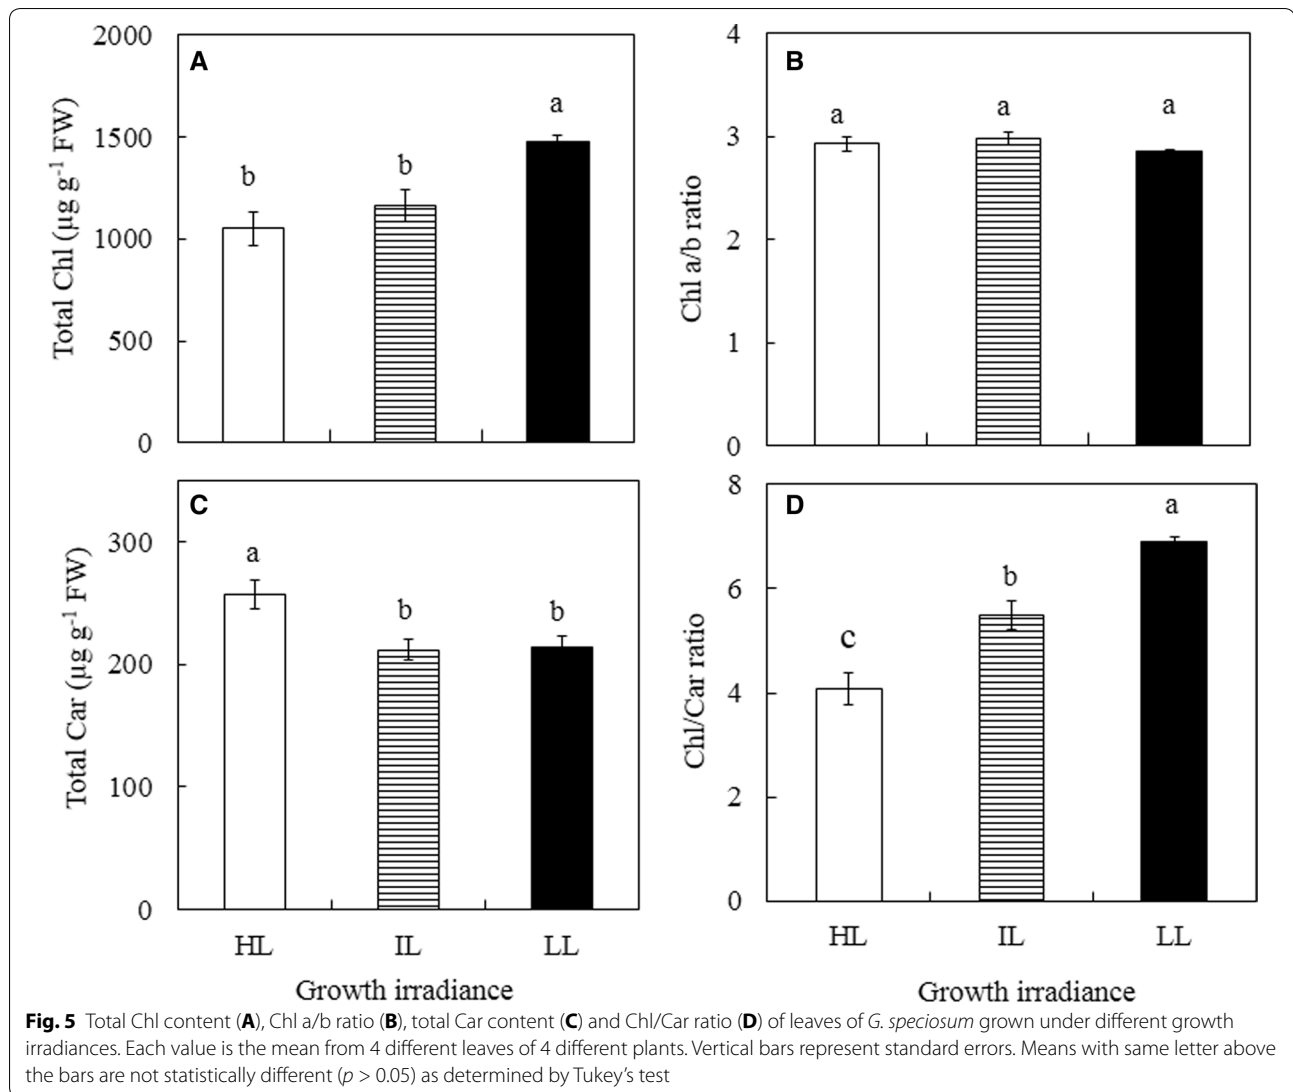 2000
A
a
1500
b
b
1000
500
0
Total Chl (µg g-1 FW)
4
B
a
a
a
3
2
1
0
Chl a/b ratio
C
300
a
b
b
200
100
0
Total Car (µg g-1 FW)
HL IL LL
Growth irradiance
8
D
a
6
b
c
4
2
0
Chl/Car ratio
HL IL LL
Growth irradiance
Fig. 5 Total Chl content (A), Chl a/b ratio (B), total Car content (C) and Chl/Car ratio (D) of leaves of G. speciosum grown under different growth
irradiances. Each value is the mean from 4 different leaves of 4 different plants. Vertical bars represent standard errors. Means with same letter above
the bars are not statistically different (p > 0.05) as determined by Tukey's test